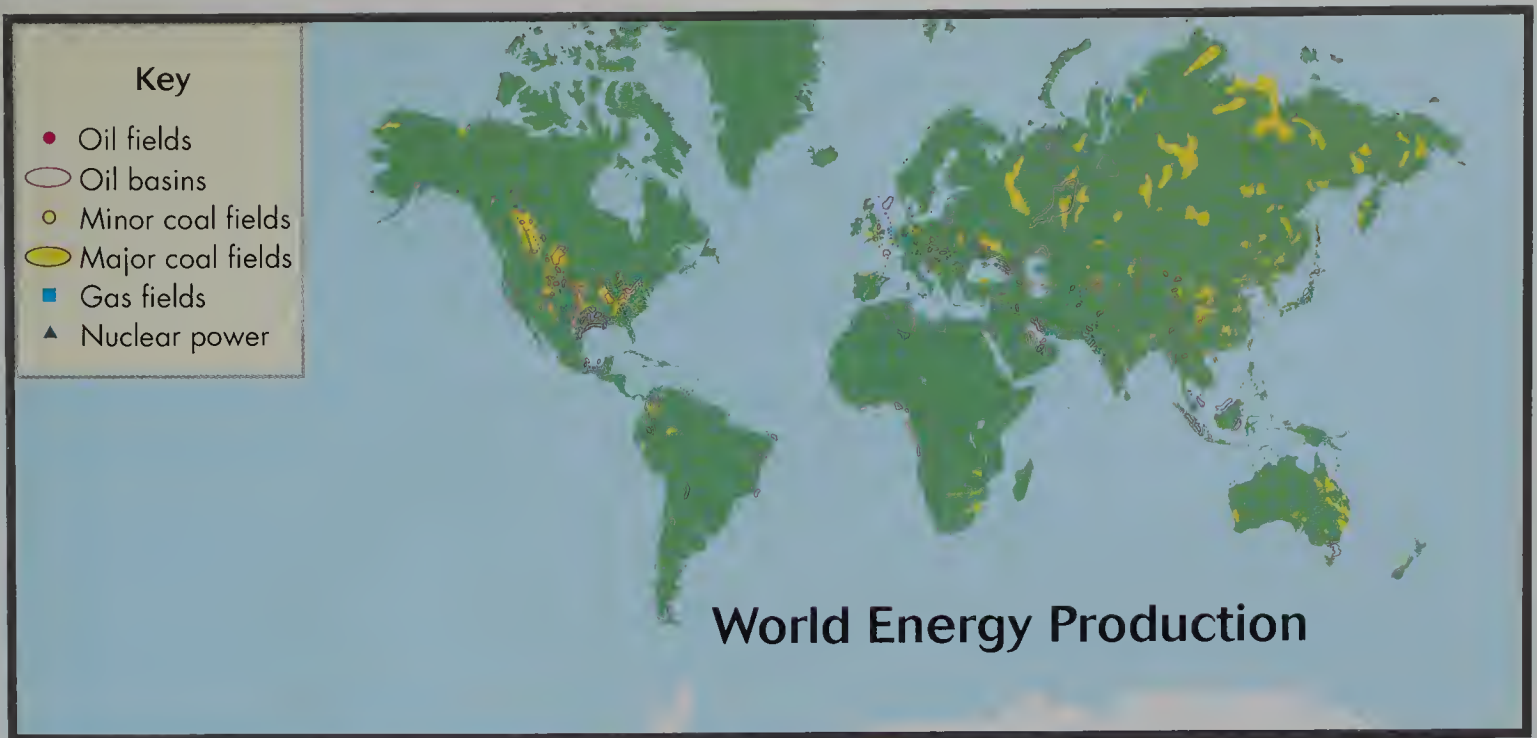 Key
Oil fields
Oil basins
Minor coal fields
Major coal fields
Gas fields
Nuclear power
World Energy Production